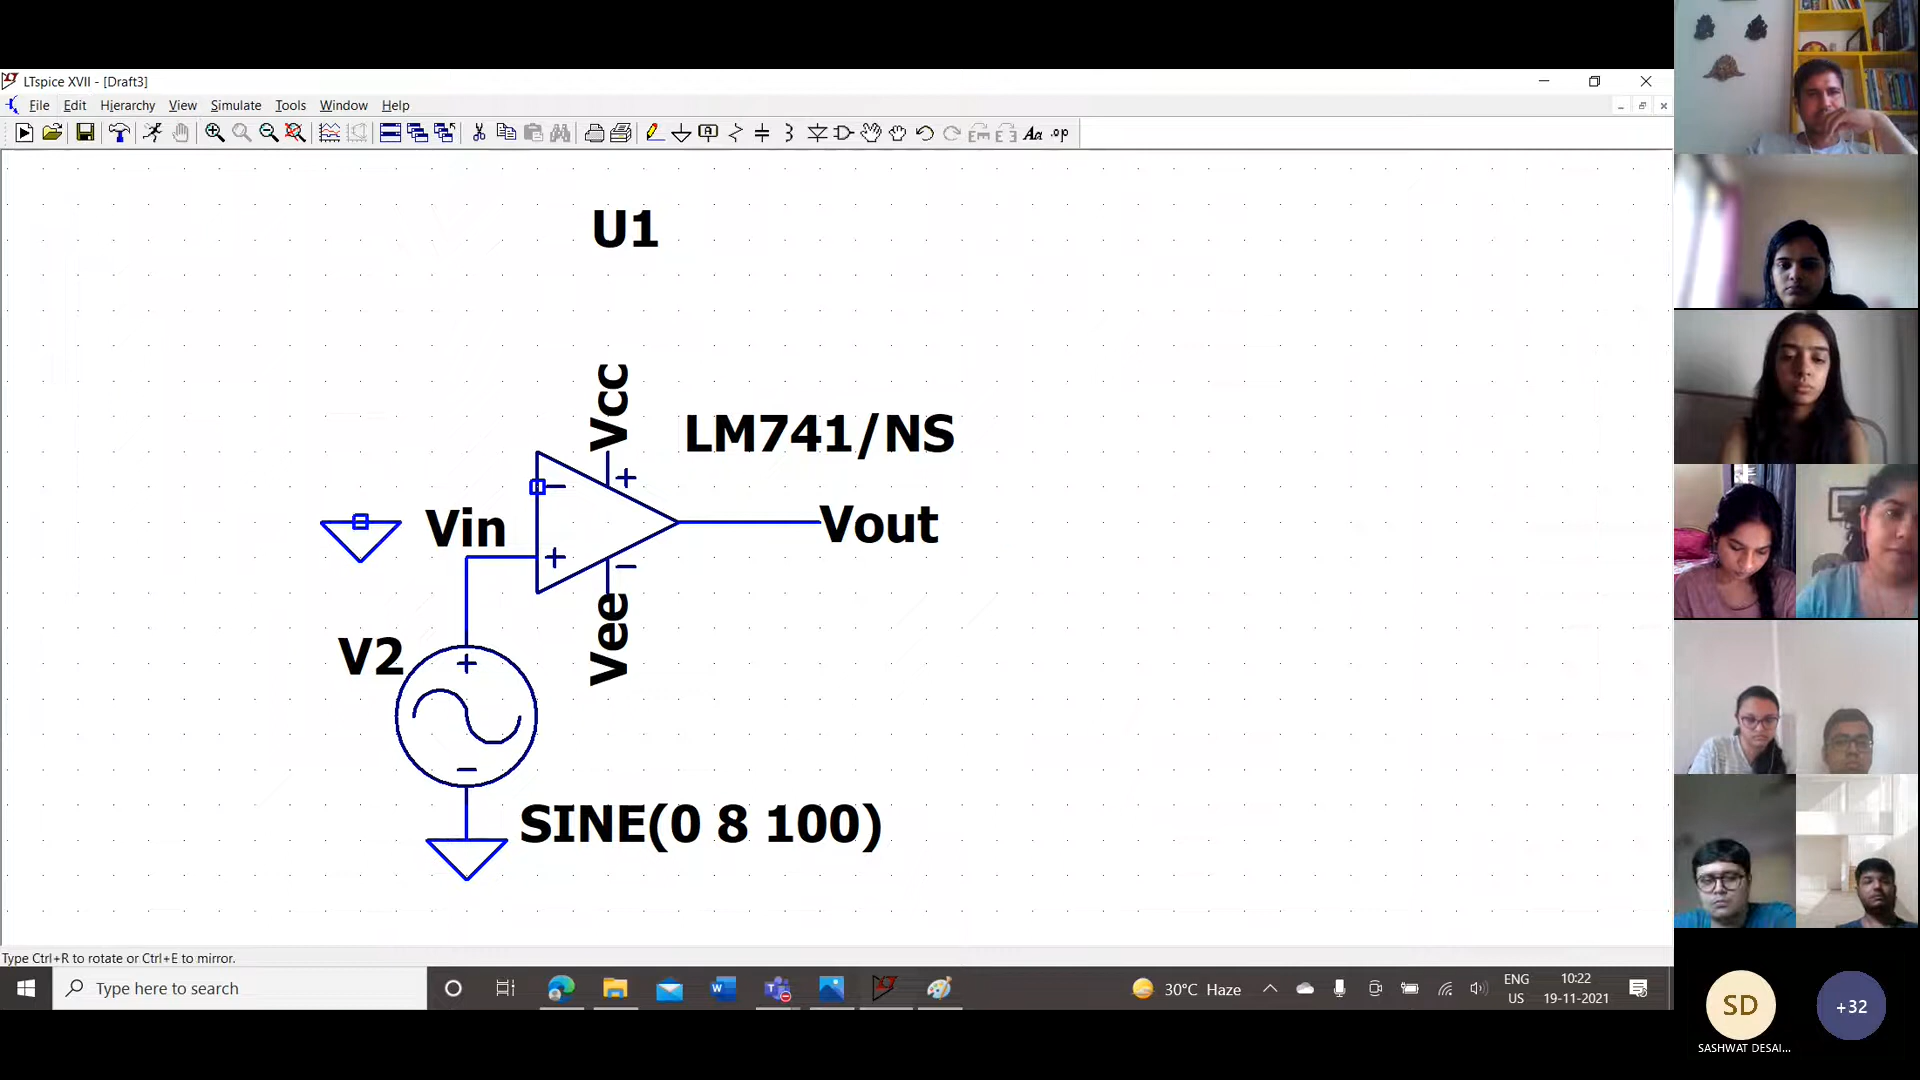 LTspice XVII - [Draft3]
File Edit Hierarchy View Simulate Tools Window Help
Aa .op
U1
Vcc
LM741/NS
Vin
Vout
Vee
V2
SINE(0 8 100)
Type Ctrl+R to rotate or Ctrl+E to mirror.
Type here to search
30°C Haze
ENG
US
10:22
19-11-2021
SD
+32
SASHWAT DESAI...